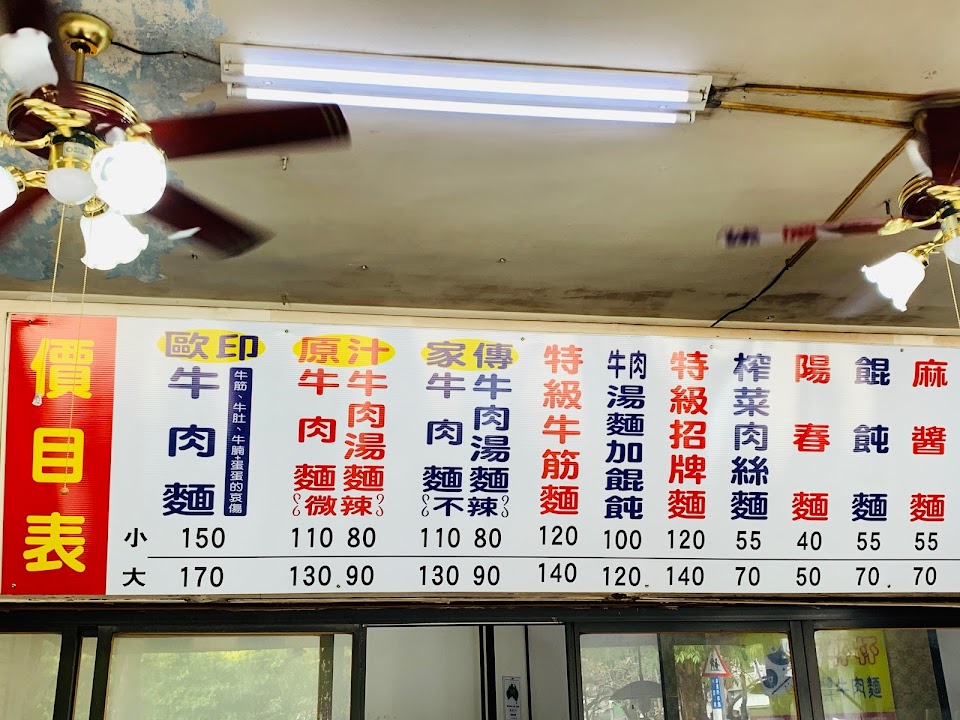 價目表
歐印
牛肉麵
牛筋、牛肚、牛腩+蛋蛋的哀傷
原汁
牛肉麵
牛肉湯麵
微辣
家傳
牛肉麵
牛肉湯麵
不辣
特級牛筋麵
牛肉湯麵加餛飩
特級招牌麵
榨菜肉絲麵
陽春麵
餛飩麵
麻醬麵
小 150 110 80 110 80 120 100 120 55 40 55 55
大 170 130 90 130 90 140 120 140 70 50 70 70
牛肉麵